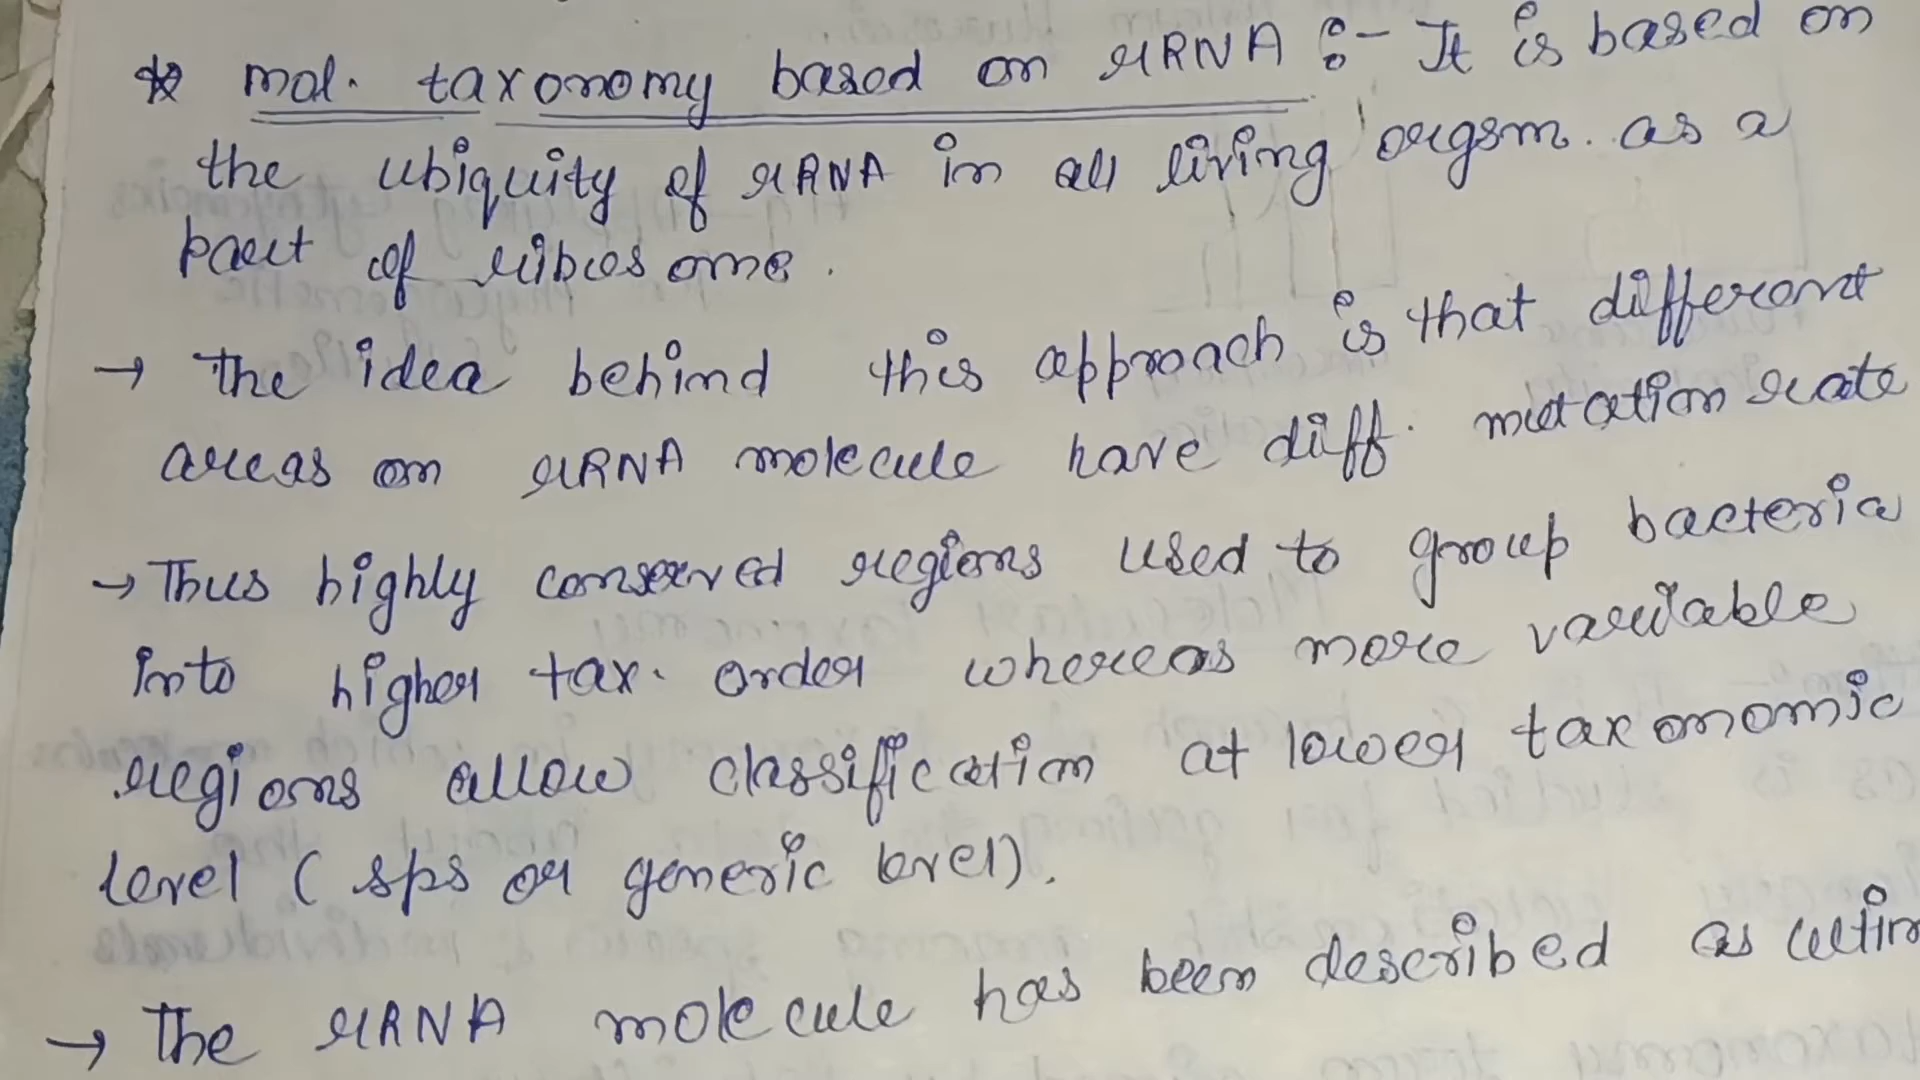 * mol. taxonomy based on rRNA :- It is based on
the ubiquity of rRNA in all living orgsm. as a
part of ribosome.
→ The idea behind this approach is that different
areas on rRNA molecule have diff. mutation rate
→ Thus highly conserved regions used to group bacteria
into higher tax. order whereas more variable
regions allow classification at lower taxonomic
level ( sps or generic level).
→ The rRNA molecule has been described as